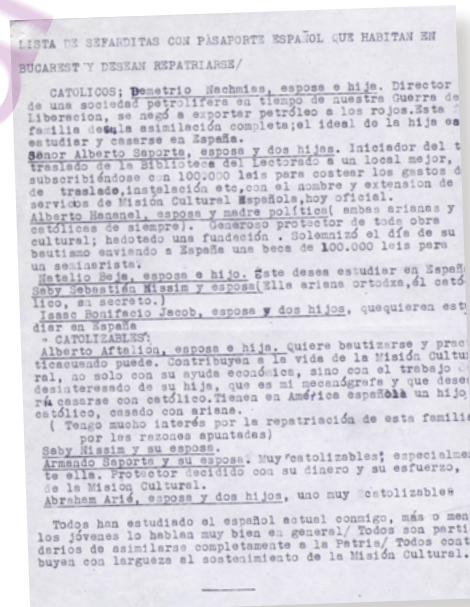 LISTA DE SEFARDITAS CON PASAPORTE ESPAÑOL QUE HABITAN EN
BUCAREST Y DESEAN REPATRIARSE/
CATOLICOS; Demetrio Nachmias, esposa e hija. Director
de una sociedad petrolifera en tiempo de nuestra Guerra de
Liberacion, se negó a exportar petróleo a los rojos. Esta
familia desea la asimilación completa; el ideal de la hija es
estudiar y casarse en España.
Señor Alberto Saporta, esposa y dos hijas. Iniciador del t
traslado de la Biblioteca del Lectorado a un local mejor,
subscribiéndose con 100.000 leis para costear los gastos d
de traslado, instalación etc, con el nombre y extension de
servicios de Misión Cultural Española, hoy oficial.
Alberto Hananel, esposa y madre política( ambas arianas y
católicas de siempre). Generoso protector de toda obra
cultural; hadotado una fundación . Solemnizó el día de su
bautismo enviando a España una beca de 100.000 leis para
un seminarista.
Natalio Beja, esposa e hijo. Éste desea estudiar en Españ
Saby Sebastián Nissim y esposa(Ella ariana ortodxa, él cató
lico, en secreto.)
Isaac Bonifacio Jacob, esposa y dos hijos, quequieren est
diar en España
" CATOLIZABLES"
Alberto Aftalión, esposa e hija. Quiere bautizarse y prac
ticacuando puede. Contribuyen a la vida de la Misión Cultu
ral, no solo con su ayuda económica, sino con el trabajo
desinteresado de su hija, que es mi mecanógrafa y que dese
rá casarse con católico. Tienen en América española un hijo
católico, casado con ariana.
( Tengo mucho interés por la repatriación de esta famili
por las razones apuntadas)
Saby Nissim y su esposa.
Armando Saporta y su esposa. Muy "catolizables; especialme
te ella. Protector decidido con su dinero y su esfuerzo,
de la Mision Cultural.
Abraham Arié, esposa y dos hijos, uno muy "catolizable"
Todos han estudiado el español actual conmigo, más o men
los jóvenes lo hablan muy bien en general/ Todos son parti
darios de asimilarse completamente a la Patria/ Todos cont
buyen con largueza al sostenimiento de la Misión Cultural.